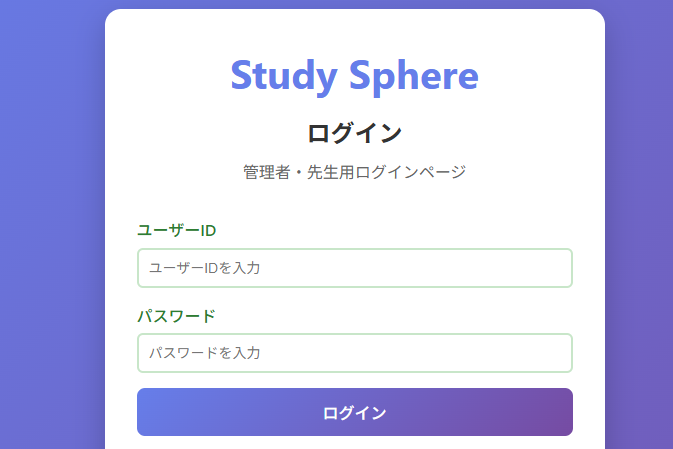 Study Sphere
ログイン
管理者・先生用ログインページ
ユーザーID
ユーザーIDを入力
パスワード
パスワードを入力
ログイン